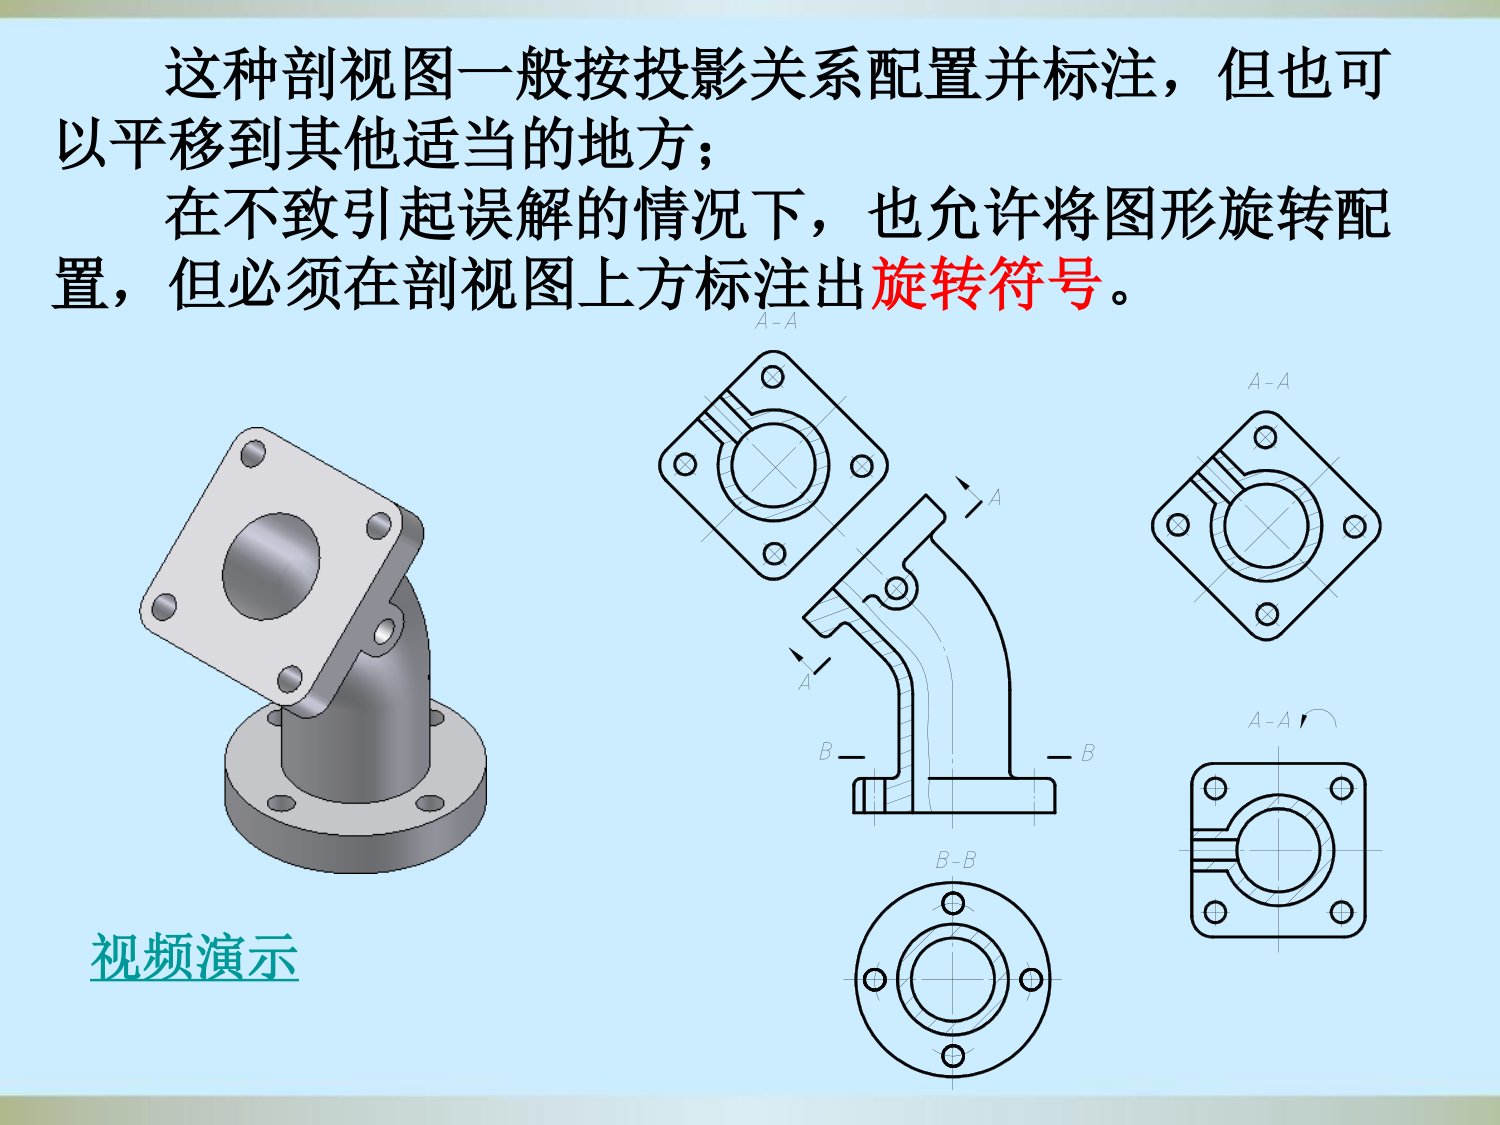 这种剖视图一般按投影关系配置并标注，但也可
以平移到其他适当的地方；
在不致引起误解的情况下，也允许将图形旋转配
置，但必须在剖视图上方标注出旋转符号。
A-A
A-A
A
A
A-A
B
B
B-B
视频演示